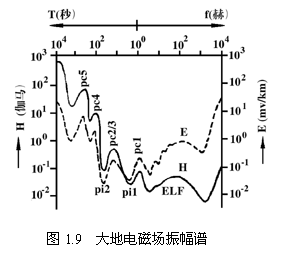 T(秒) f(赫)
10⁴ 10² 10⁰ 10² 10⁴
10³ 10³
10² 10²
10¹ 10¹
10⁰ 10⁰
10⁻¹ 10⁻¹
10⁻² 10⁻²
H (伽马)
E (mv/km)
pc5
pc4
pc2/3
pc1
pi2
pi1
E
H
ELF
图 1.9 大地电磁场振幅谱